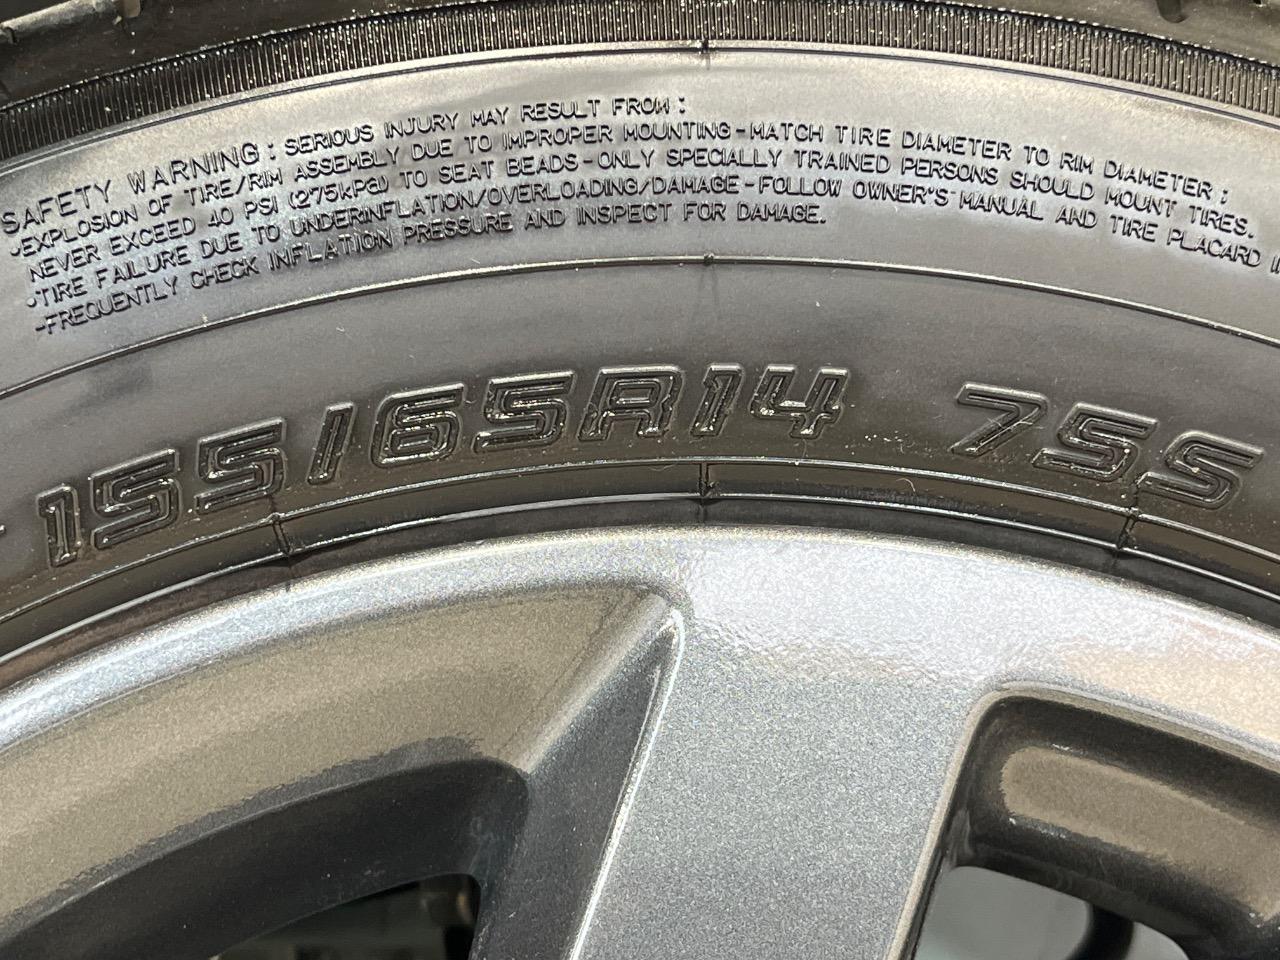 SAFETY WARNING : SERIOUS INJURY MAY RESULT FROM :
-EXPLOSION OF TIRE/RIM ASSEMBLY DUE TO IMPROPER MOUNTING-MATCH TIRE DIAMETER TO RIM DIAMETER ;
NEVER EXCEED 40 PSI (275kPa) TO SEAT BEADS-ONLY SPECIALLY TRAINED PERSONS SHOULD MOUNT TIRES.
-TIRE FAILURE DUE TO UNDERINFLATION/OVERLOADING/DAMAGE-FOLLOW OWNER'S MANUAL AND TIRE PLACARD
-FREQUENTLY CHECK INFLATION PRESSURE AND INSPECT FOR DAMAGE.
155/65R14 75S